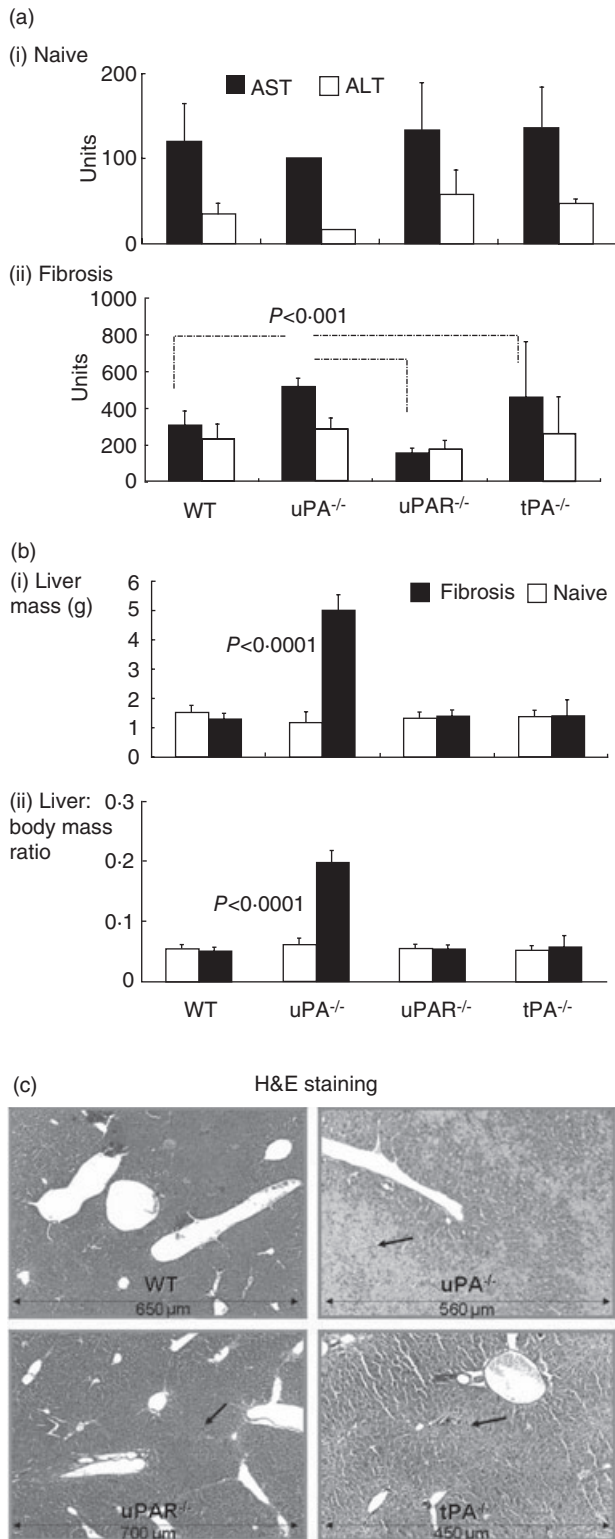 (a)
(i) Naive
200
100
0
Units
AST ALT
(ii) Fibrosis
1000
800
600
400
200
0
Units
P<0·001
WT uPA-/- uPAR-/- tPA-/-
(b)
(i) Liver
mass (g)
6
5
4
3
2
1
0
Fibrosis Naive
P<0·0001
(ii) Liver:
body mass
ratio
0·3
0·2
0·1
0
P<0·0001
WT uPA-/- uPAR-/- tPA-/-
(c) H&E staining
WT
650 µm
uPA-/-
560 µm
uPAR-/-
700 µm
tPA-/-
450 µm